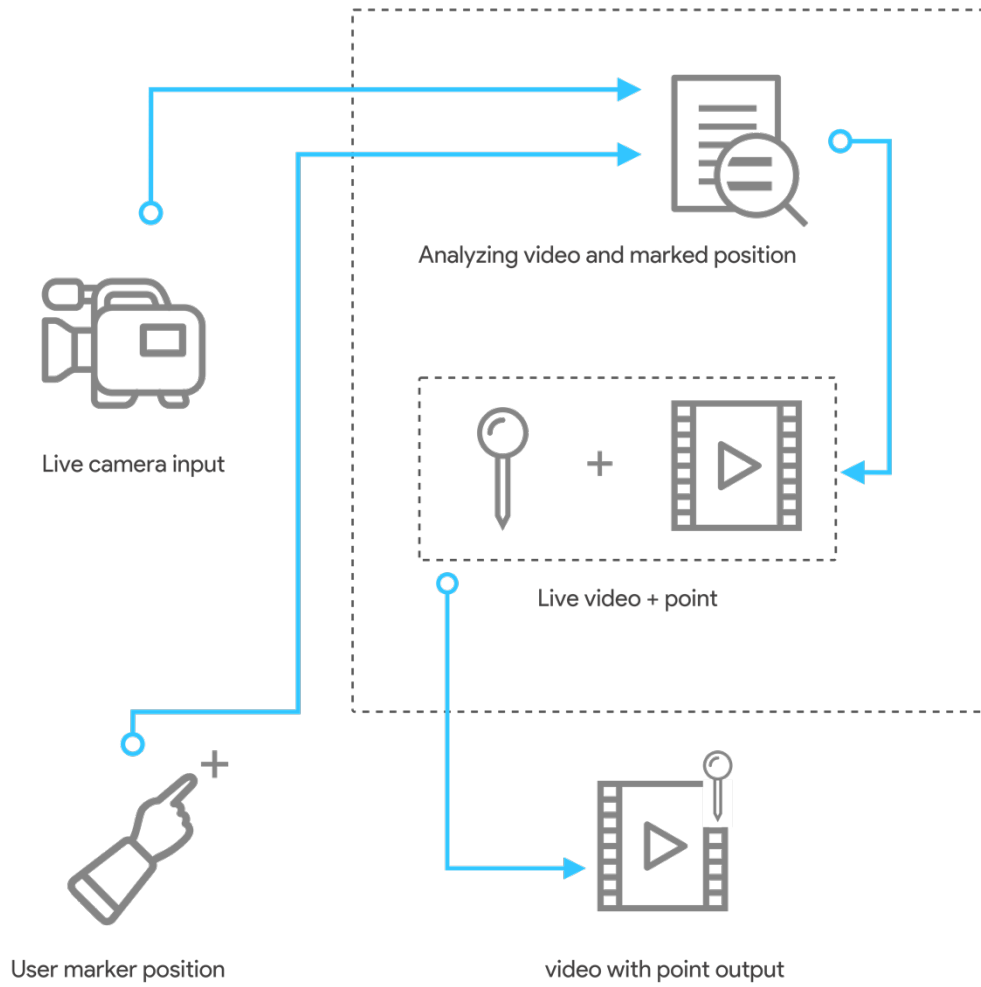 Analyzing video and marked position
Live camera input
+
Live video + point
+
User marker position
video with point output